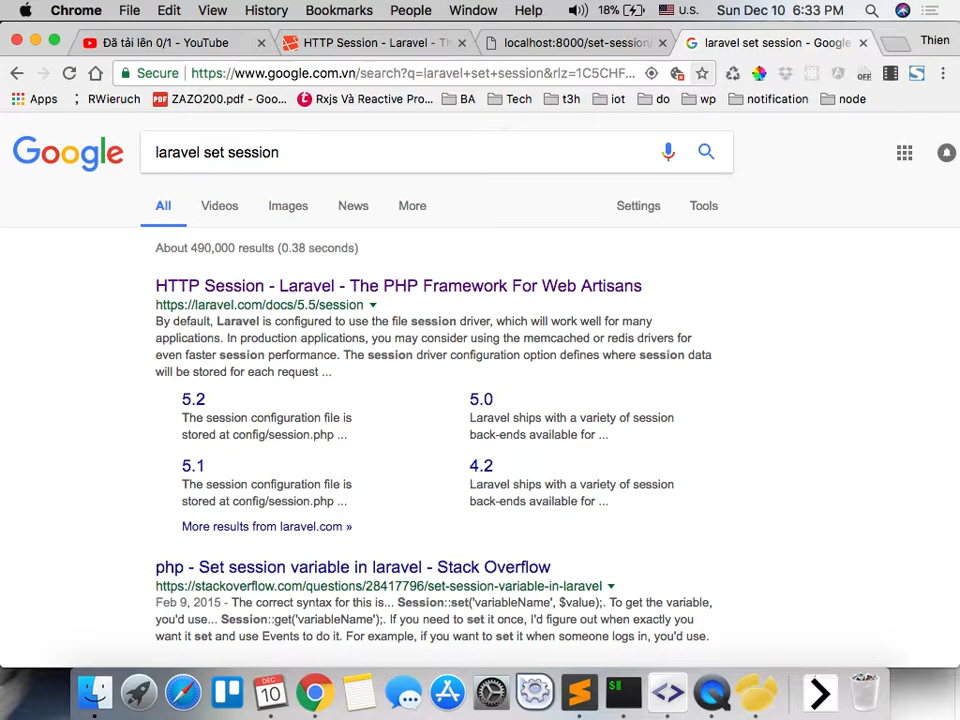 Chrome File Edit View History Bookmarks People Window Help 18% U.S. Sun Dec 10 6:33 PM
Đã tải lên 0/1 - YouTube HTTP Session - Laravel - Th localhost:8000/set-session/ laravel set session - Google Thien
Secure https://www.google.com.vn/search?q=laravel+set+session&rlz=1C5CHF... OFF
Apps RWieruch PDF ZAZO200.pdf - Goo... Rxjs Và Reactive Pro... BA Tech t3h iot do wp notification node
Google laravel set session
All Videos Images News More Settings Tools
About 490,000 results (0.38 seconds)
HTTP Session - Laravel - The PHP Framework For Web Artisans
https://laravel.com/docs/5.5/session
By default, Laravel is configured to use the file session driver, which will work well for many
applications. In production applications, you may consider using the memcached or redis drivers for
even faster session performance. The session driver configuration option defines where session data
will be stored for each request ...
5.2 5.0
The session configuration file is Laravel ships with a variety of session
stored at config/session.php ... back-ends available for ...
5.1 4.2
The session configuration file is Laravel ships with a variety of session
stored at config/session.php ... back-ends available for ...
More results from laravel.com »
php - Set session variable in laravel - Stack Overflow
https://stackoverflow.com/questions/28417796/set-session-variable-in-laravel
Feb 9, 2015 - The correct syntax for this is... Session::set('variableName', $value);. To get the variable,
you'd use... Session::get('variableName');. If you need to set it once, I'd figure out when exactly you
want it set and use Events to do it. For example, if you want to set it when someone logs in, you'd use.
DEC
10